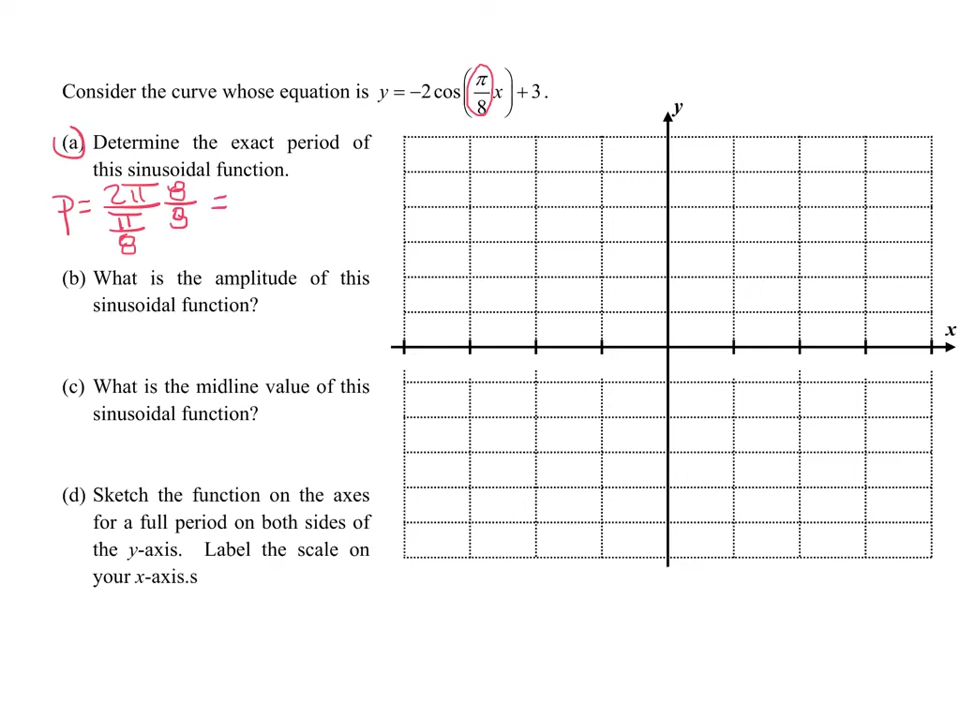 Consider the curve whose equation is y = −2cos(π/8 x) + 3.
(a) Determine the exact period of
this sinusoidal function.
P = 2π/(π/8) 8/8 =
(b) What is the amplitude of this
sinusoidal function?
(c) What is the midline value of this
sinusoidal function?
(d) Sketch the function on the axes
for a full period on both sides of
the y-axis. Label the scale on
your x-axis.s
y
x